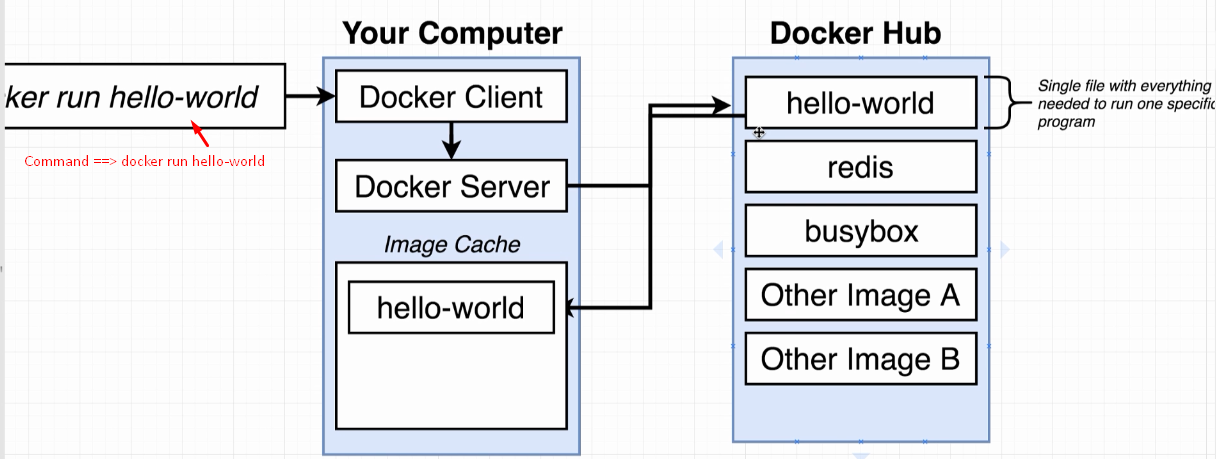 Your Computer
Docker Hub
ker run hello-world
Command ==> docker run hello-world
Docker Client
Docker Server
Image Cache
hello-world
hello-world
redis
busybox
Other Image A
Other Image B
Single file with everything
needed to run one specific
program